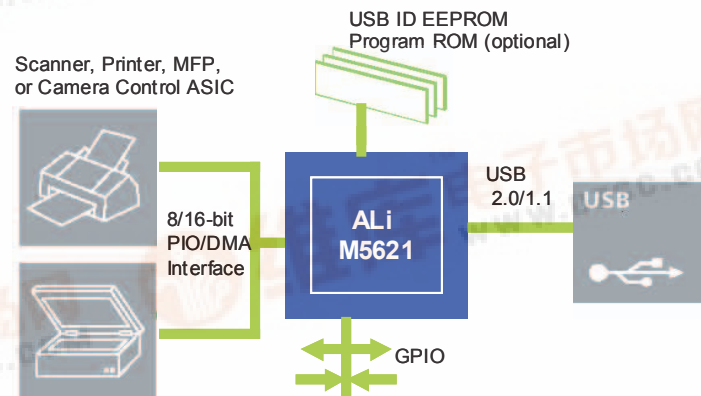 USB ID EEPROM
Program ROM (optional)
Scanner, Printer, MFP,
or Camera Control ASIC
USB
2.0/1.1
USB
8/16-bit
PIO/DMA
Interface
ALi
M5621
GPIO